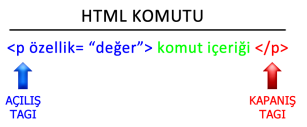 HTML KOMUTU
<p özellik= “değer”> komut içeriği </p>
AÇILIŞ KAPANIŞ
TAGI TAGI